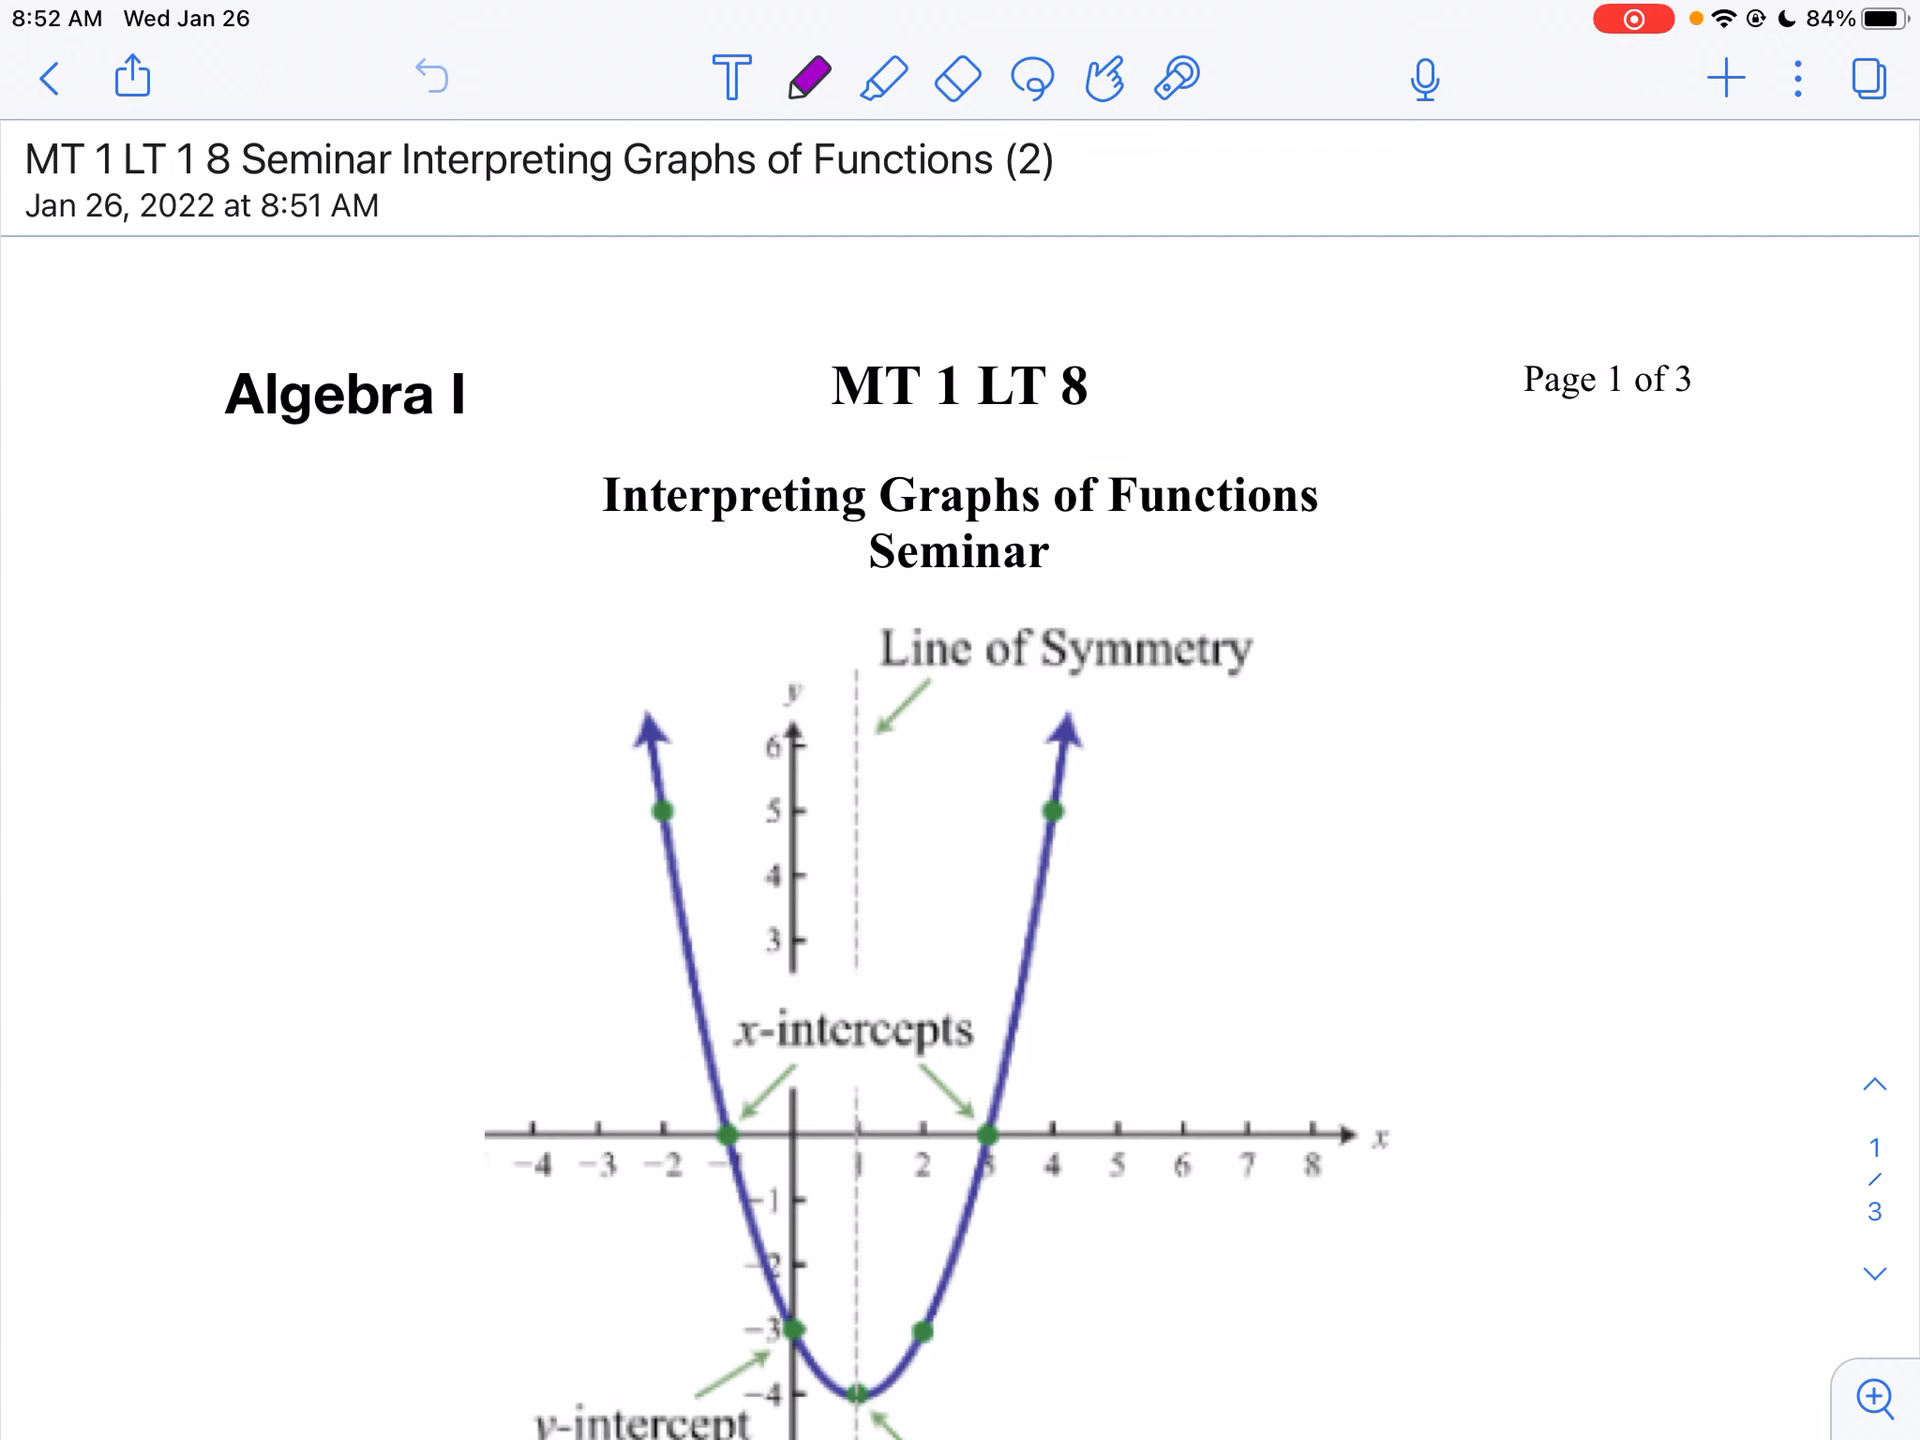 8:52 AM Wed Jan 26
84%
MT 1 LT 1 8 Seminar Interpreting Graphs of Functions (2)
Jan 26, 2022 at 8:51 AM
Algebra I
MT 1 LT 8
Page 1 of 3
Interpreting Graphs of Functions
Seminar
Line of Symmetry
y
6
5
4
3
x-intercepts
x
−4 −3 −2 −1 1 2 3 4 5 6 7 8
−1
−2
−3
−4
y-intercept
1
/
3